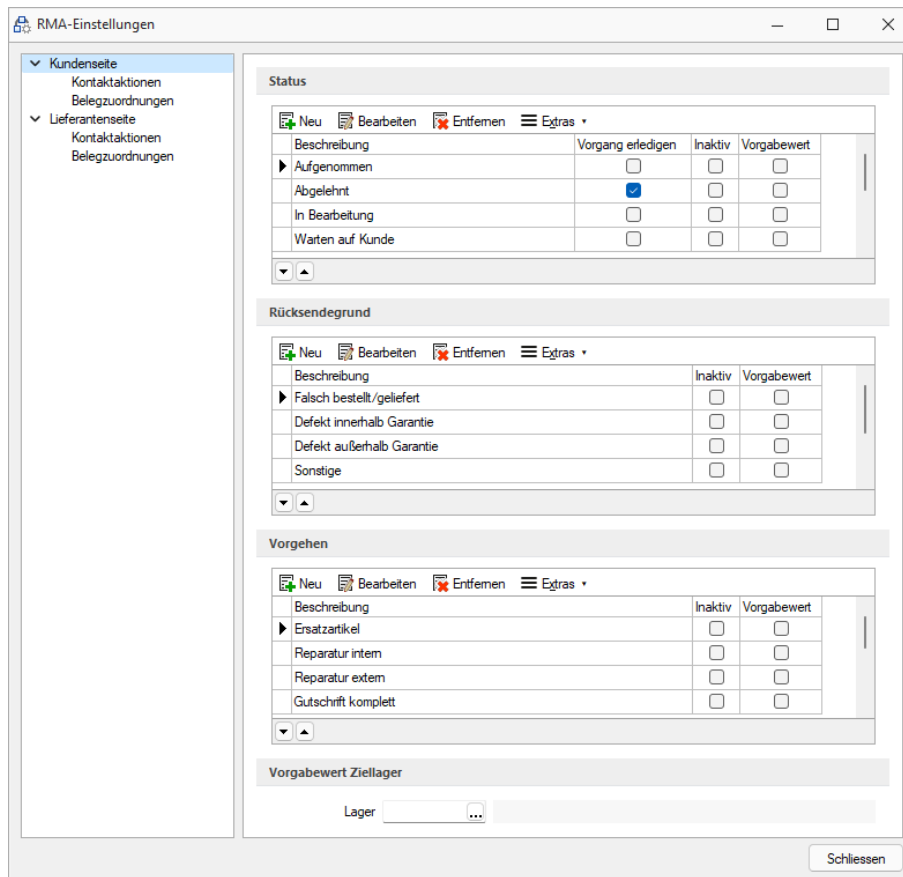 RMA-Einstellungen
Kundenseite
Kontaktaktionen
Belegzuordnungen
Lieferantenseite
Kontaktaktionen
Belegzuordnungen
Status
Neu Bearbeiten Entfernen Extras
Beschreibung Vorgang erledigen Inaktiv Vorgabewert
Aufgenommen
Abgelehnt
In Bearbeitung
Warten auf Kunde
Rücksendegrund
Neu Bearbeiten Entfernen Extras
Beschreibung Inaktiv Vorgabewert
Falsch bestellt/geliefert
Defekt innerhalb Garantie
Defekt außerhalb Garantie
Sonstige
Vorgehen
Neu Bearbeiten Entfernen Extras
Beschreibung Inaktiv Vorgabewert
Ersatzartikel
Reparatur intern
Reparatur extern
Gutschrift komplett
Vorgabewert Ziellager
Lager ...
Schliessen